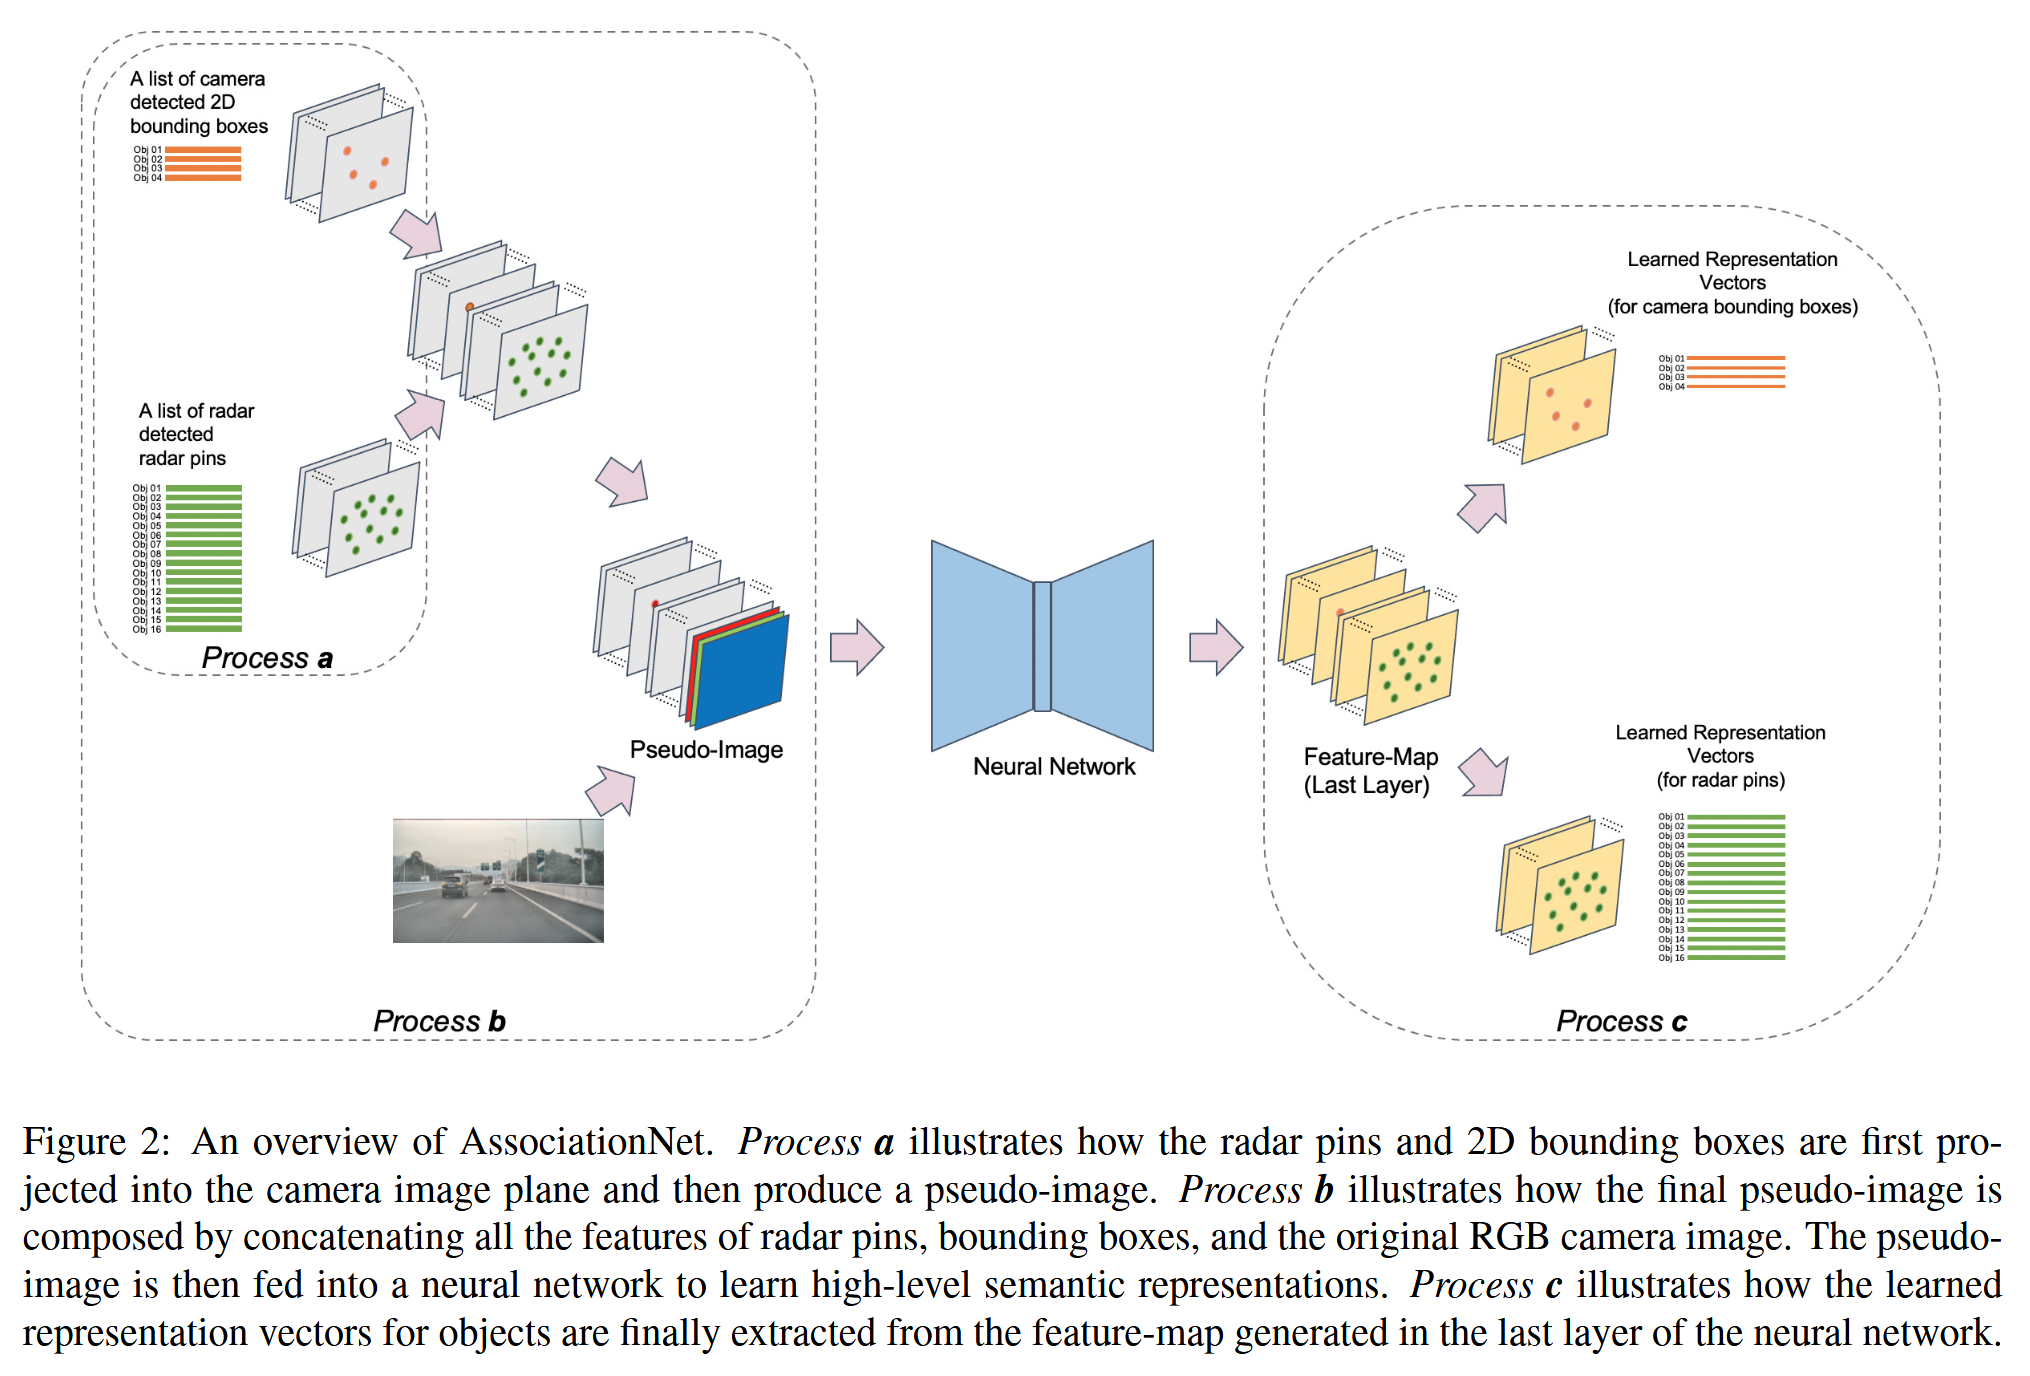 A list of camera
detected 2D
bounding boxes
Obj 01
Obj 02
Obj 03
Obj 04
A list of radar
detected
radar pins
Obj 01
Obj 02
Obj 03
Obj 04
Obj 05
Obj 06
Obj 07
Obj 08
Obj 09
Obj 10
Obj 11
Obj 12
Obj 13
Obj 14
Obj 15
Obj 16
Process a
Pseudo-Image
Process b
Neural Network
Feature-Map
(Last Layer)
Learned Representation
Vectors
(for camera bounding boxes)
Obj 01
Obj 02
Obj 03
Obj 04
Learned Representation
Vectors
(for radar pins)
Obj 01
Obj 02
Obj 03
Obj 04
Obj 05
Obj 06
Obj 07
Obj 08
Obj 09
Obj 10
Obj 11
Obj 12
Obj 13
Obj 14
Obj 15
Obj 16
Process c
Figure 2: An overview of AssociationNet. Process a illustrates how the radar pins and 2D bounding boxes are first pro-
jected into the camera image plane and then produce a pseudo-image. Process b illustrates how the final pseudo-image is
composed by concatenating all the features of radar pins, bounding boxes, and the original RGB camera image. The pseudo-
image is then fed into a neural network to learn high-level semantic representations. Process c illustrates how the learned
representation vectors for objects are finally extracted from the feature-map generated in the last layer of the neural network.